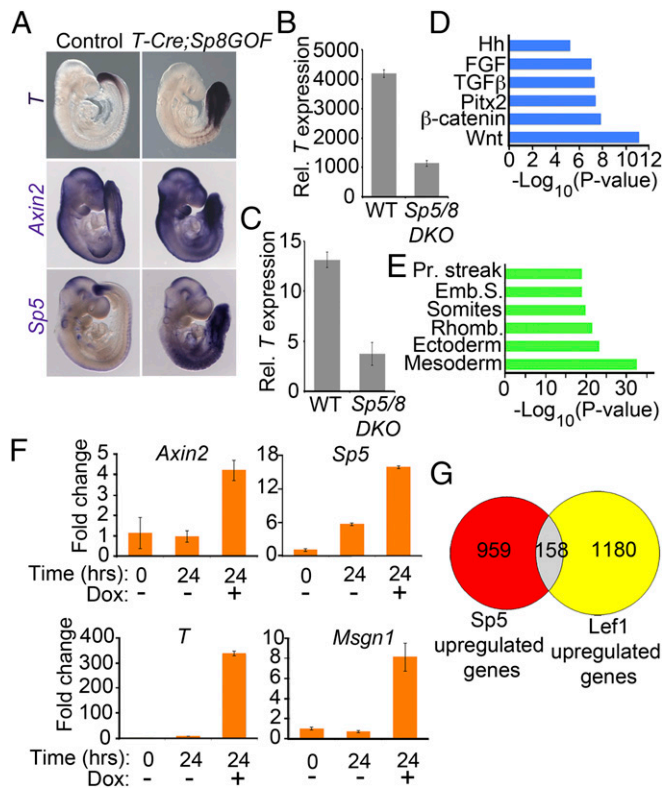 A
Control T-Cre;Sp8GOF
T
Axin2
Sp5
B
Rel. T expression
5000
4000
3000
2000
1000
0
WT Sp5/8
DKO
C
Rel. T expression
15
10
5
0
WT Sp5/8
DKO
D
Hh
FGF
TGFβ
Pitx2
β-catenin
Wnt
0 2 4 6 8 10 12
-Log10(P-value)
E
Pr. streak
Emb.S.
Somites
Rhomb.
Ectoderm
Mesoderm
0 10 20 30
-Log10(P-value)
F
Fold change
Axin2
5
4
3
2
1
0
Sp5
18
12
6
0
Time (hrs): 0 24 24 0 24 24
Dox: - - + - - +
Fold change
T
400
300
200
100
0
Msgn1
10
8
6
4
2
0
Time (hrs): 0 24 24 0 24 24
Dox: - - + - - +
G
959 158 1180
Sp5
upregulated
genes
Lef1
upregulated
genes